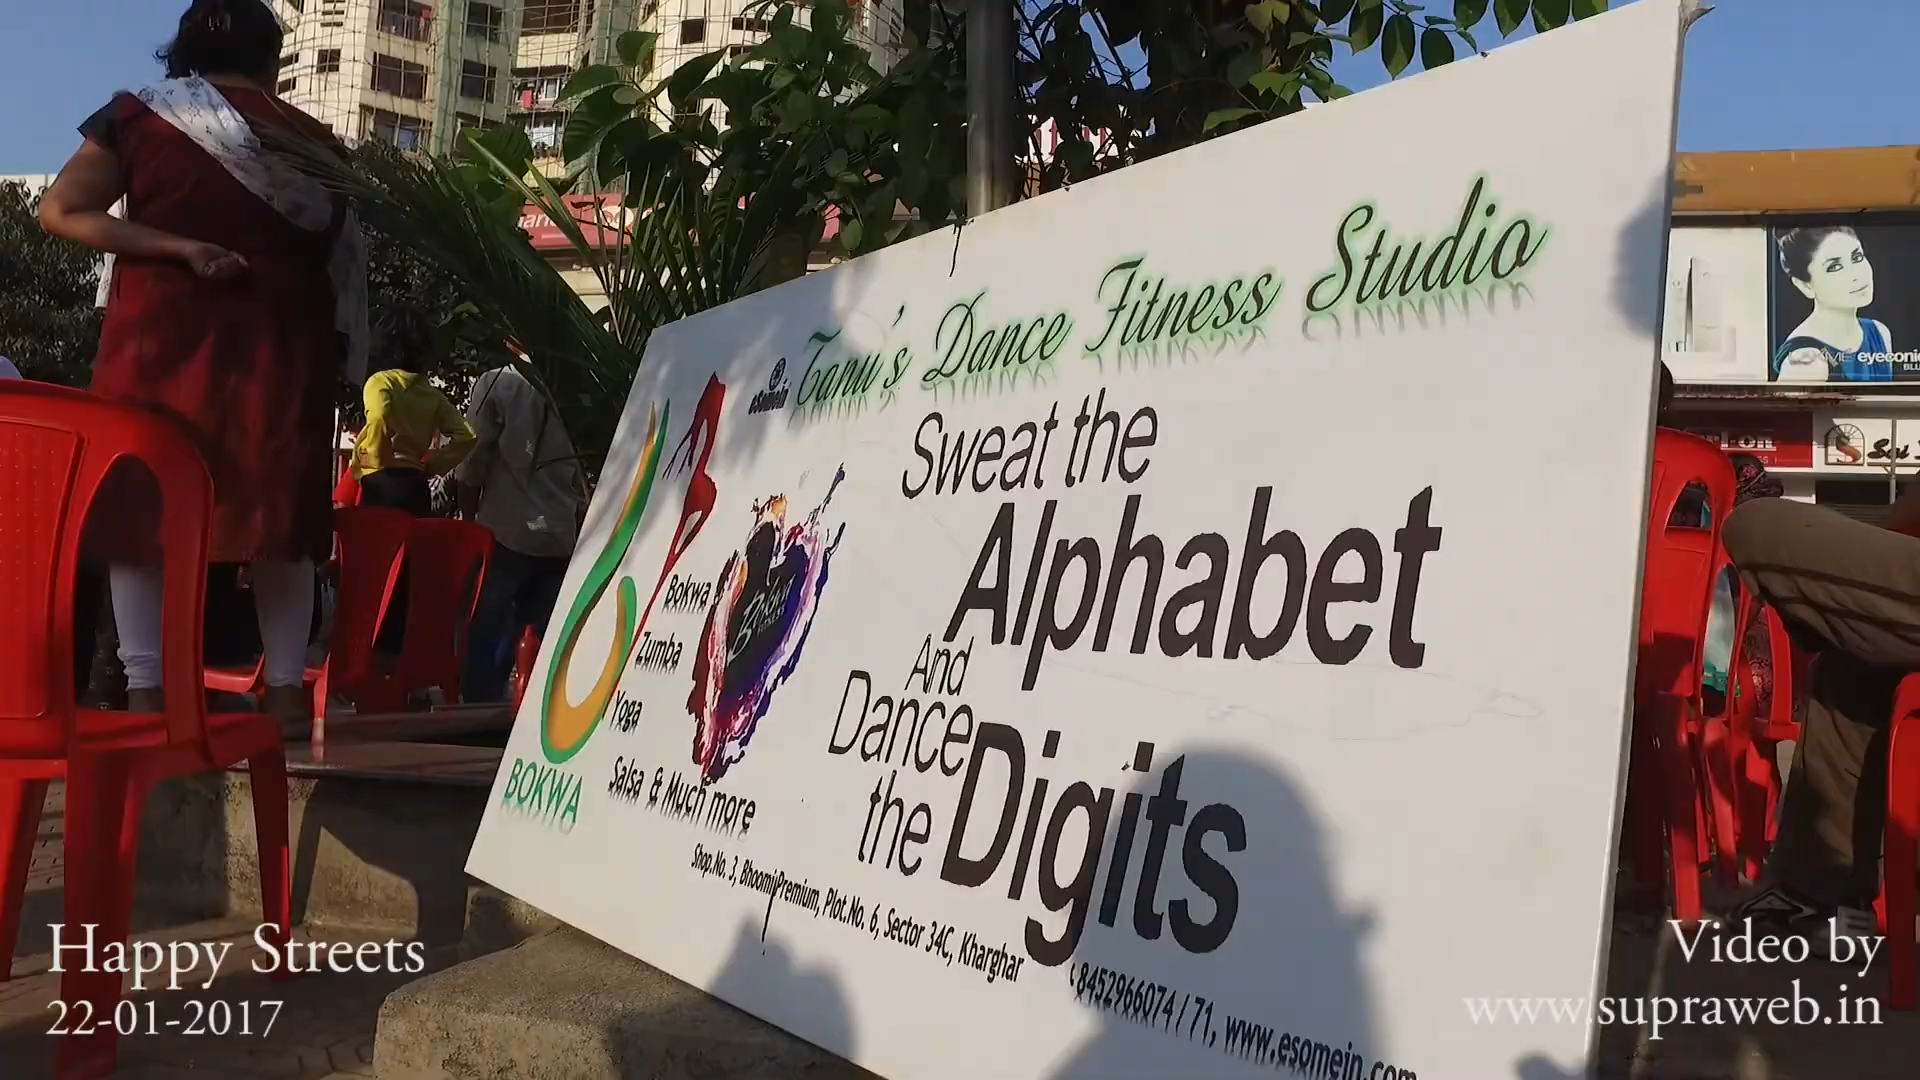 esomein
Tanu's Dance Fitness Studio
Sweat the
Alphabet
And
Dance
the Digits
Bokwa
Zumba
Yoga
Salsa & Much more
BOKWA
Bokwa
FITNESS
Shop.No. 3, Bhoomi Premium, Plot.No. 6, Sector 34C, Kharghar
8452966074 / 71, www.esomein.com
eyeconic
Happy Streets
22-01-2017
Video by
www.supraweb.in